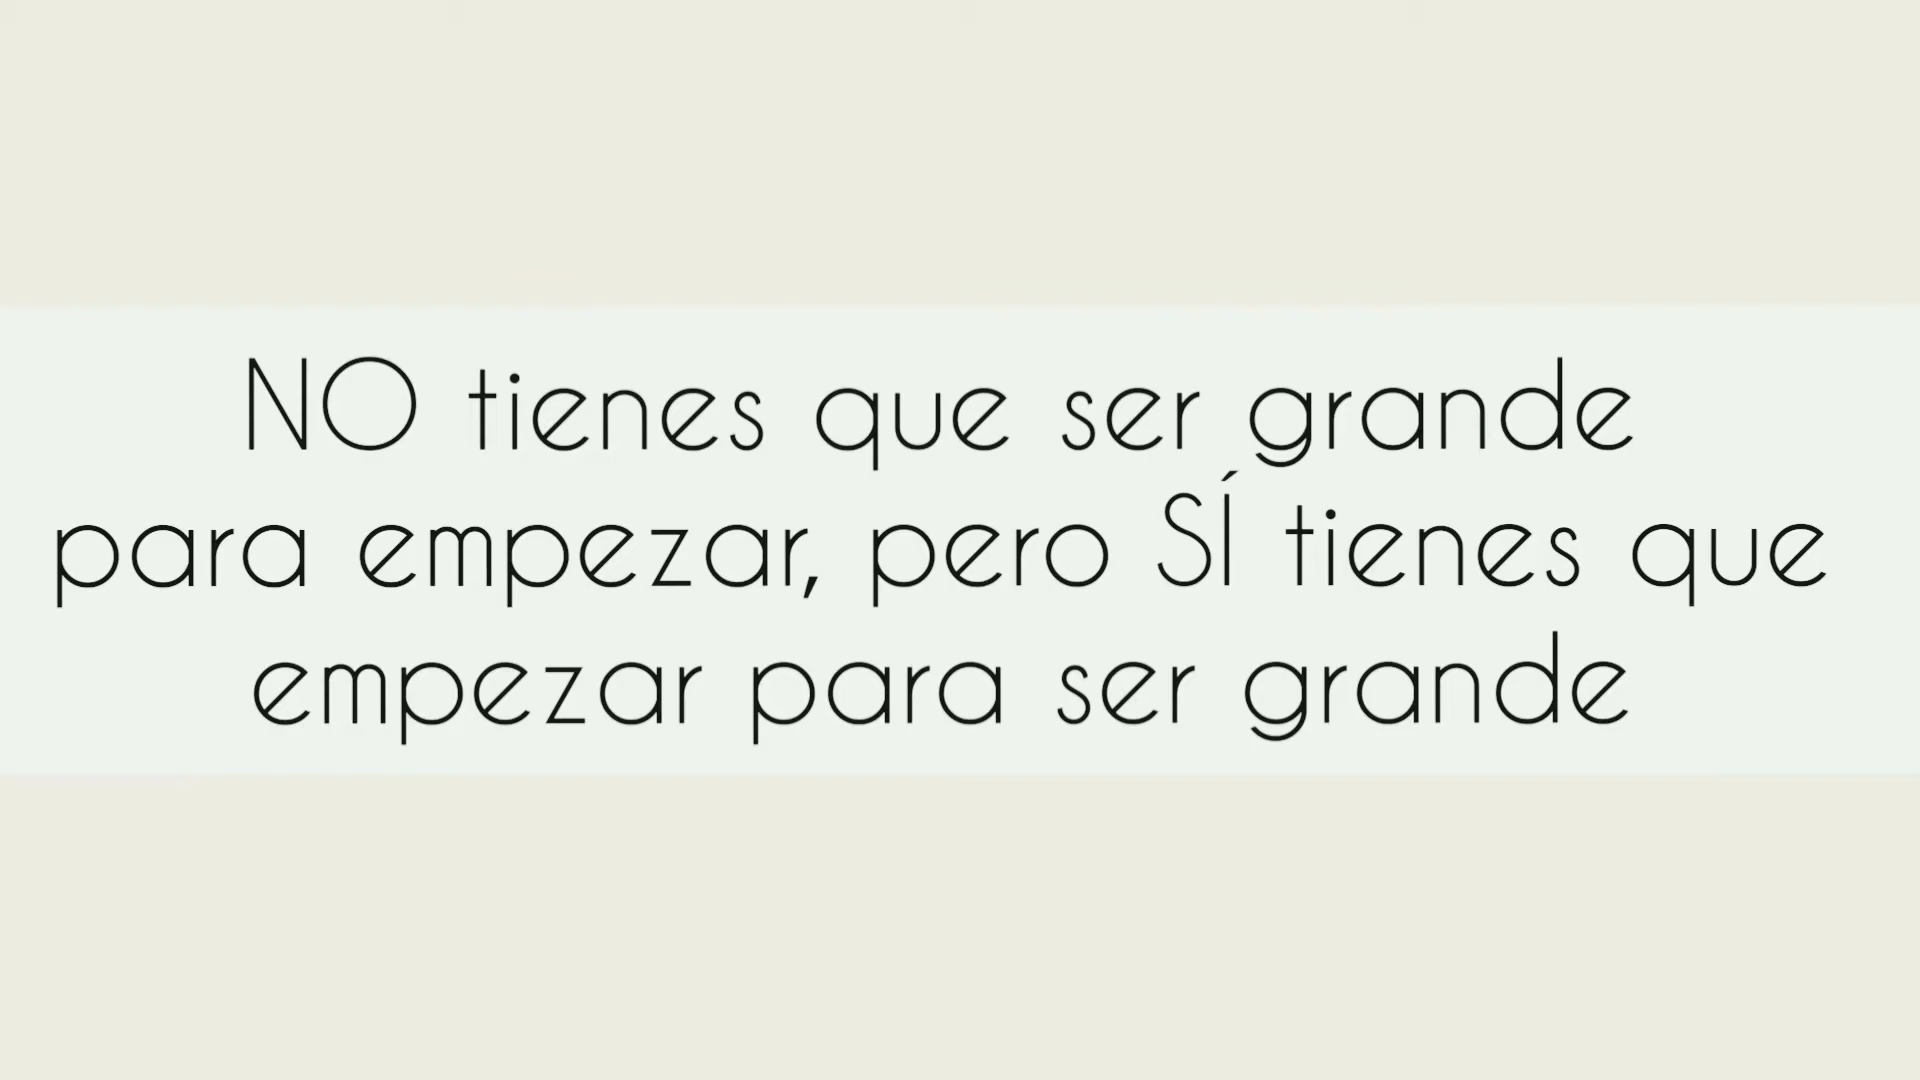 NO tienes que ser grande
para empezar, pero SÍ tienes que
empezar para ser grande